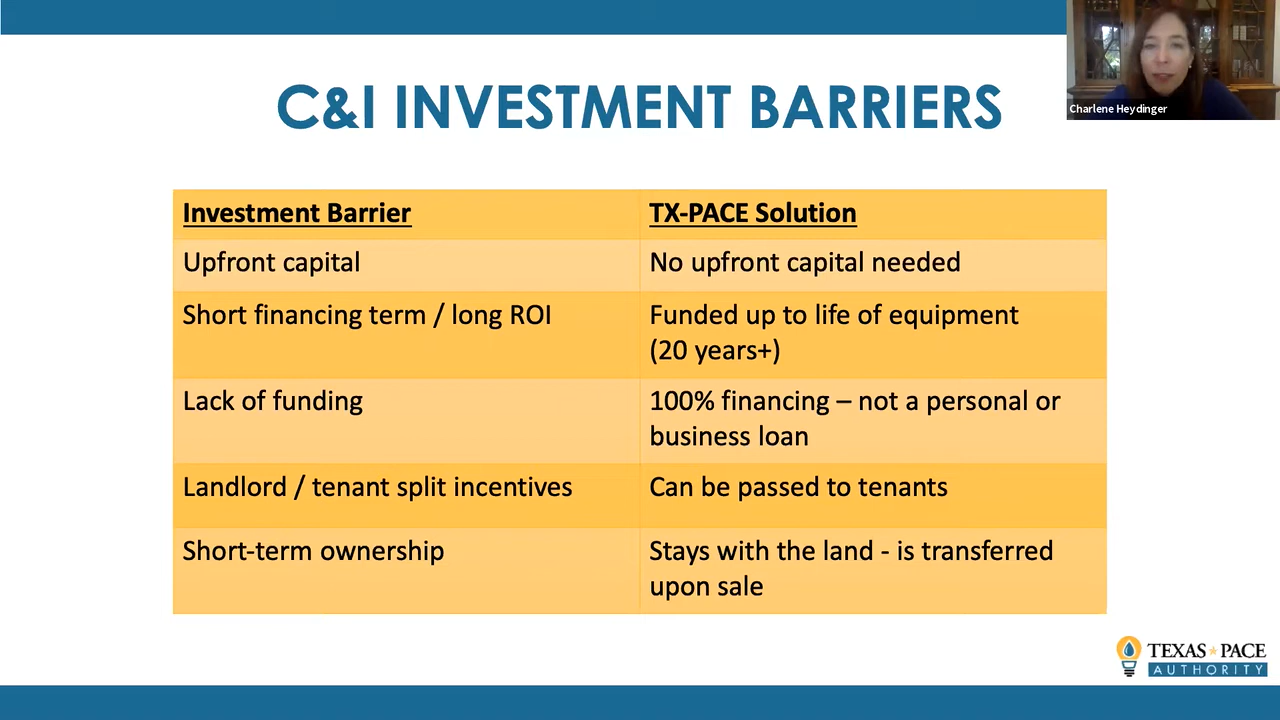 Charlene Heydinger
C&I INVESTMENT BARRIERS
Investment Barrier
TX-PACE Solution
Upfront capital
No upfront capital needed
Short financing term / long ROI
Funded up to life of equipment
(20 years+)
Lack of funding
100% financing – not a personal or
business loan
Landlord / tenant split incentives
Can be passed to tenants
Short-term ownership
Stays with the land - is transferred
upon sale
TEXAS PACE
AUTHORITY